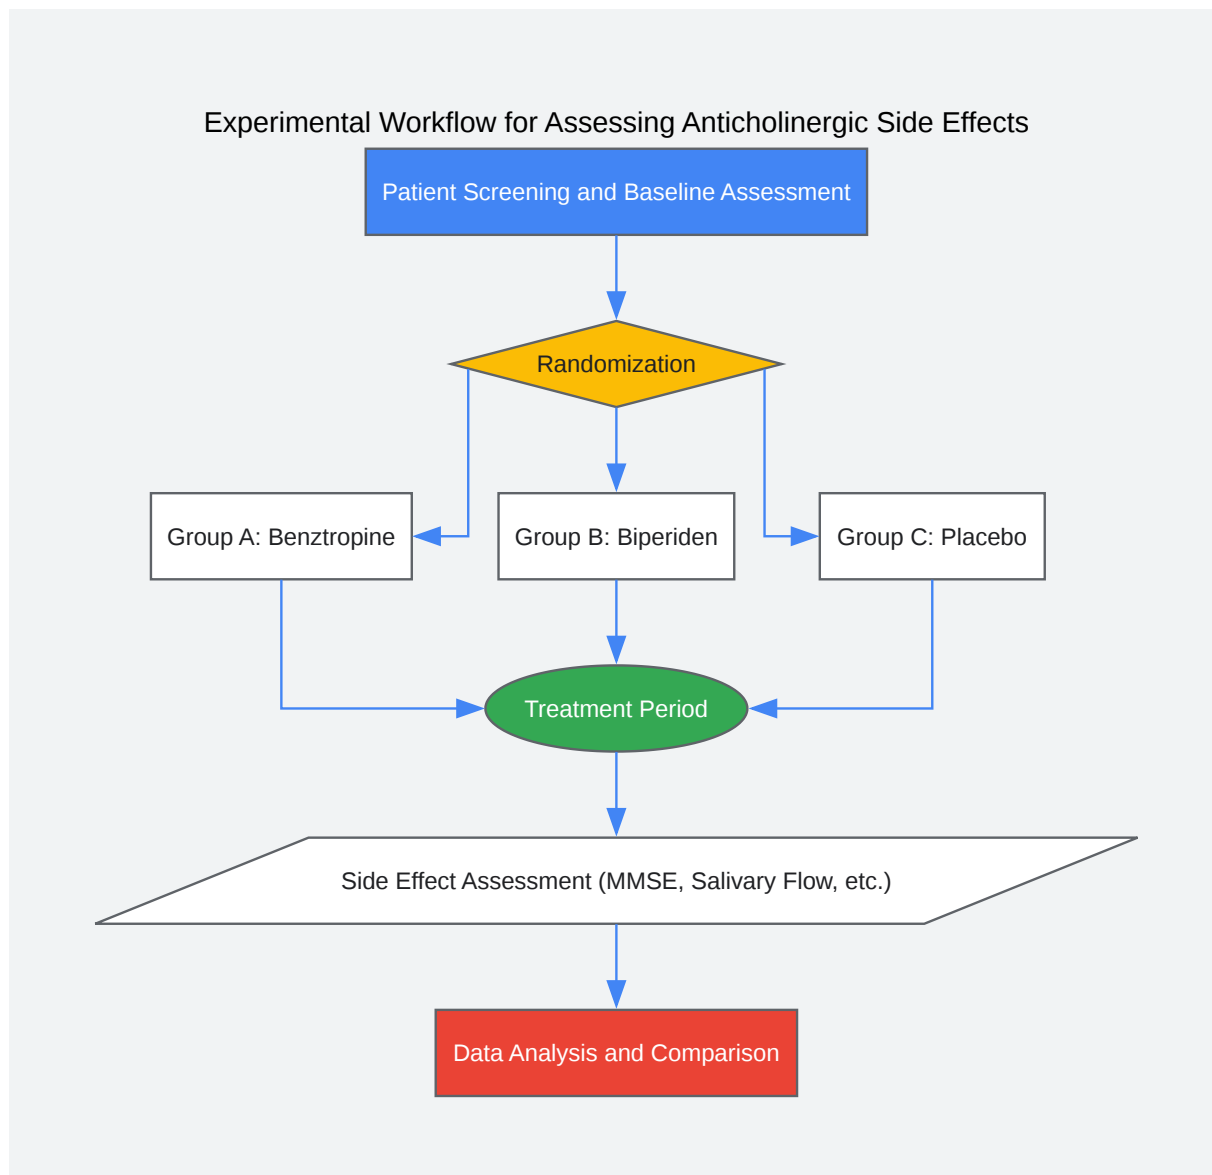 Experimental Workflow for Assessing Anticholinergic Side Effects
Patient Screening and Baseline Assessment
Randomization
Group A: Benztropine
Group B: Biperiden
Group C: Placebo
Treatment Period
Side Effect Assessment (MMSE, Salivary Flow, etc.)
Data Analysis and Comparison